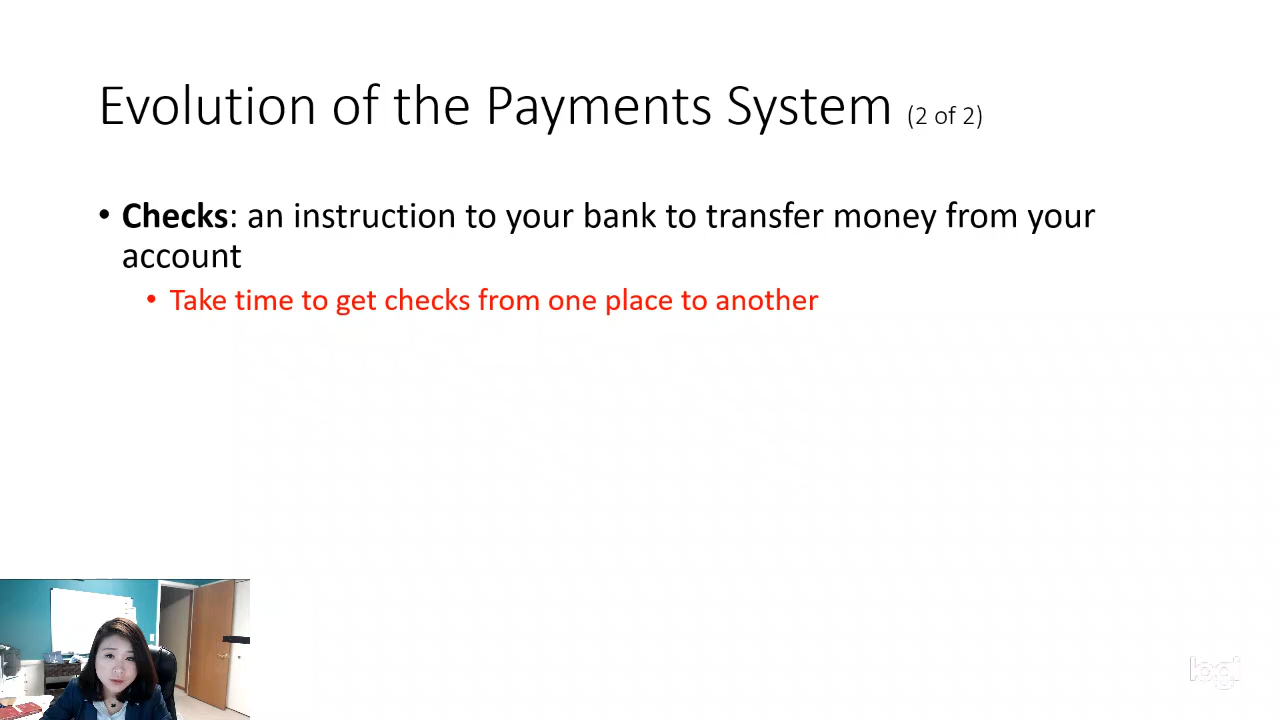 Evolution of the Payments System (2 of 2)
• Checks: an instruction to your bank to transfer money from your
account
• Take time to get checks from one place to another
logi